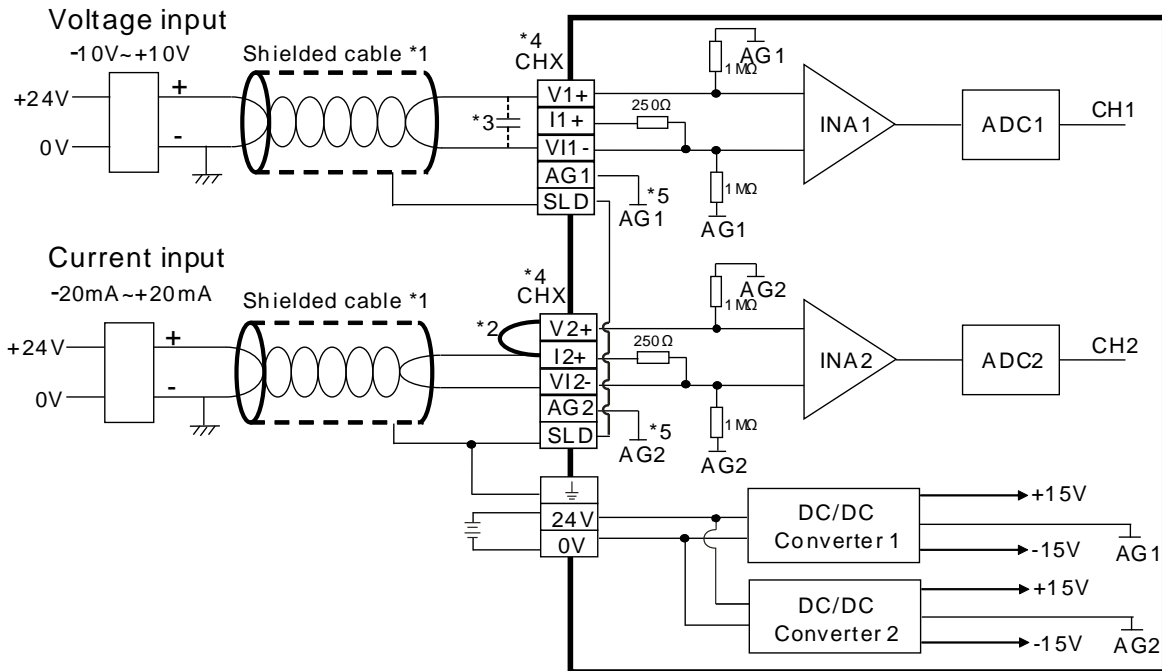 Voltage input
-10V~+10V
Shielded cable *1
*4
CHX
+24V
0V
+
-
*3
V1+
I1+
VI1-
AG1
SLD
250Ω
AG1
1MΩ
1MΩ
AG1
*5
AG1
INA1
ADC1
CH1
Current input
-20mA~+20mA
Shielded cable *1
*4
CHX
+24V
0V
+
-
*2
V2+
I2+
VI2-
AG2
SLD
250Ω
AG2
1MΩ
1MΩ
AG2
*5
AG2
INA2
ADC2
CH2
24V
0V
DC/DC
Converter 1
+15V
AG1
-15V
DC/DC
Converter 2
+15V
AG2
-15V